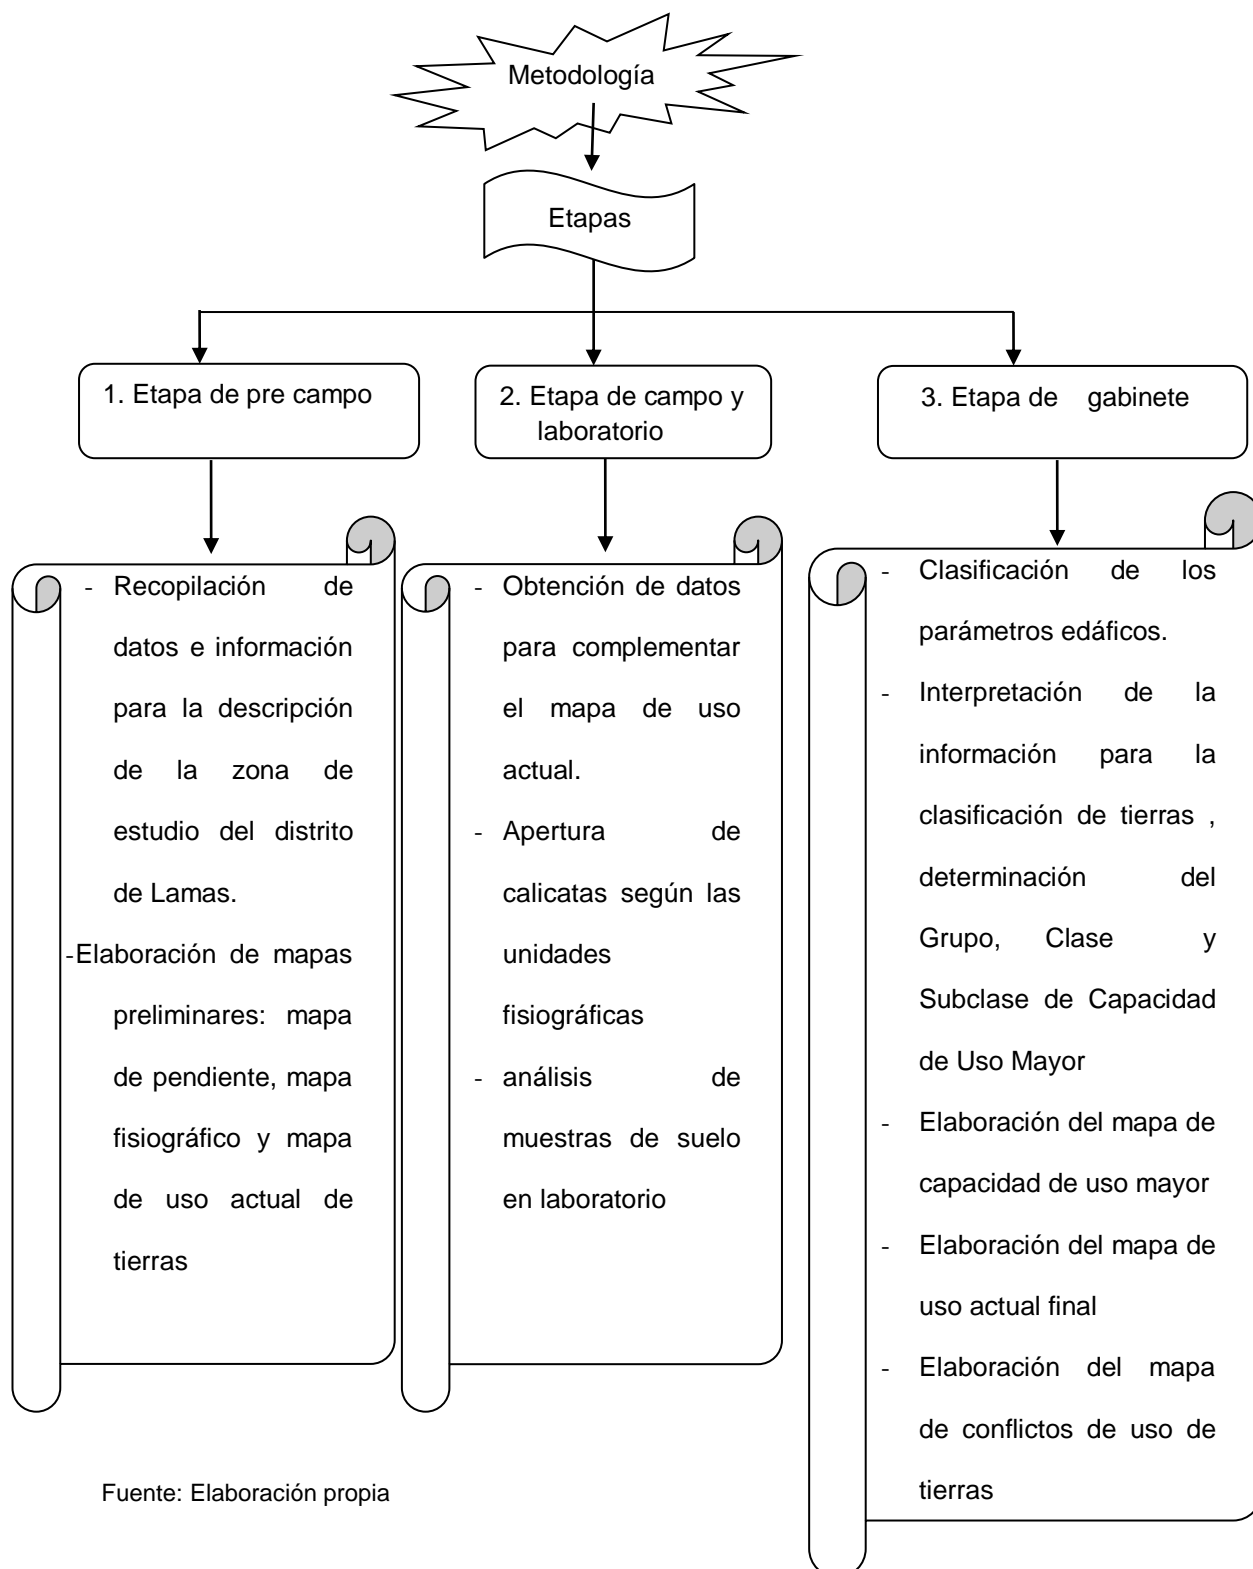 Metodología
Etapas
1. Etapa de pre campo
2. Etapa de campo y
laboratorio
3. Etapa de gabinete
- Recopilación de
datos e información
para la descripción
de la zona de
estudio del distrito
de Lamas.
-Elaboración de mapas
preliminares: mapa
de pendiente, mapa
fisiográfico y mapa
de uso actual de
tierras
- Obtención de datos
para complementar
el mapa de uso
actual.
- Apertura de
calicatas según las
unidades
fisiográficas
- análisis de
muestras de suelo
en laboratorio
- Clasificación de los
parámetros edáficos.
- Interpretación de la
información para la
clasificación de tierras ,
determinación del
Grupo, Clase y
Subclase de Capacidad
de Uso Mayor
- Elaboración del mapa de
capacidad de uso mayor
- Elaboración del mapa de
uso actual final
- Elaboración del mapa
de conflictos de uso de
tierras
Fuente: Elaboración propia